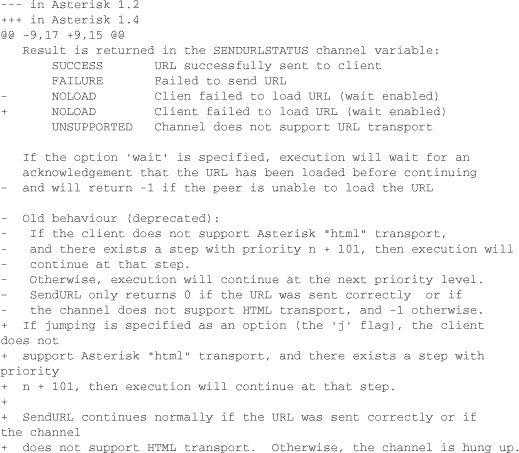 --- in Asterisk 1.2
+++ in Asterisk 1.4
@@ -9,17 +9,15 @@
Result is returned in the SENDURLSTATUS channel variable:
SUCCESS URL successfully sent to client
FAILURE Failed to send URL
- NOLOAD Clien failed to load URL (wait enabled)
+ NOLOAD Client failed to load URL (wait enabled)
UNSUPPORTED Channel does not support URL transport
If the option 'wait' is specified, execution will wait for an
acknowledgement that the URL has been loaded before continuing
- and will return -1 if the peer is unable to load the URL
- Old behaviour (deprecated):
- If the client does not support Asterisk "html" transport,
- and there exists a step with priority n + 101, then execution will
- continue at that step.
- Otherwise, execution will continue at the next priority level.
- SendURL only returns 0 if the URL was sent correctly or if
- the channel does not support HTML transport, and -1 otherwise.
+ If jumping is specified as an option (the 'j' flag), the client
does not
+ support Asterisk "html" transport, and there exists a step with
priority
+ n + 101, then execution will continue at that step.
+
+ SendURL continues normally if the URL was sent correctly or if
the channel
+ does not support HTML transport. Otherwise, the channel is hung up.